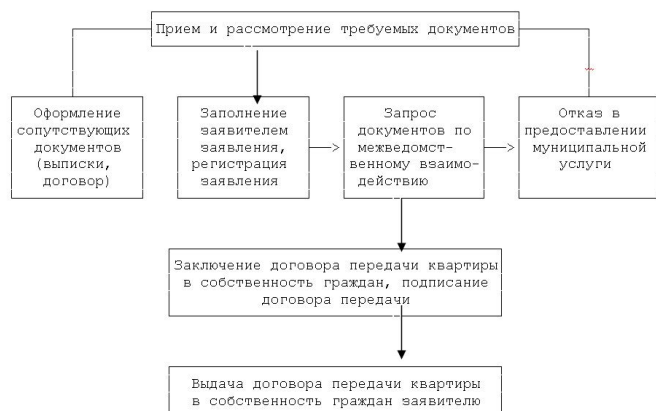 Прием и рассмотрение требуемых документов
Оформление
сопутствующих
документов
(выписки,
договор)
Заполнение
заявителем
заявления,
регистрация
заявления
Запрос
документов по
межведомст-
венному взаимо-
действию
Отказ в
предоставлении
муниципальной
услуги
Заключение договора передачи квартиры
в собственность граждан, подписание
договора передачи
Выдача договора передачи квартиры
в собственность граждан заявителю